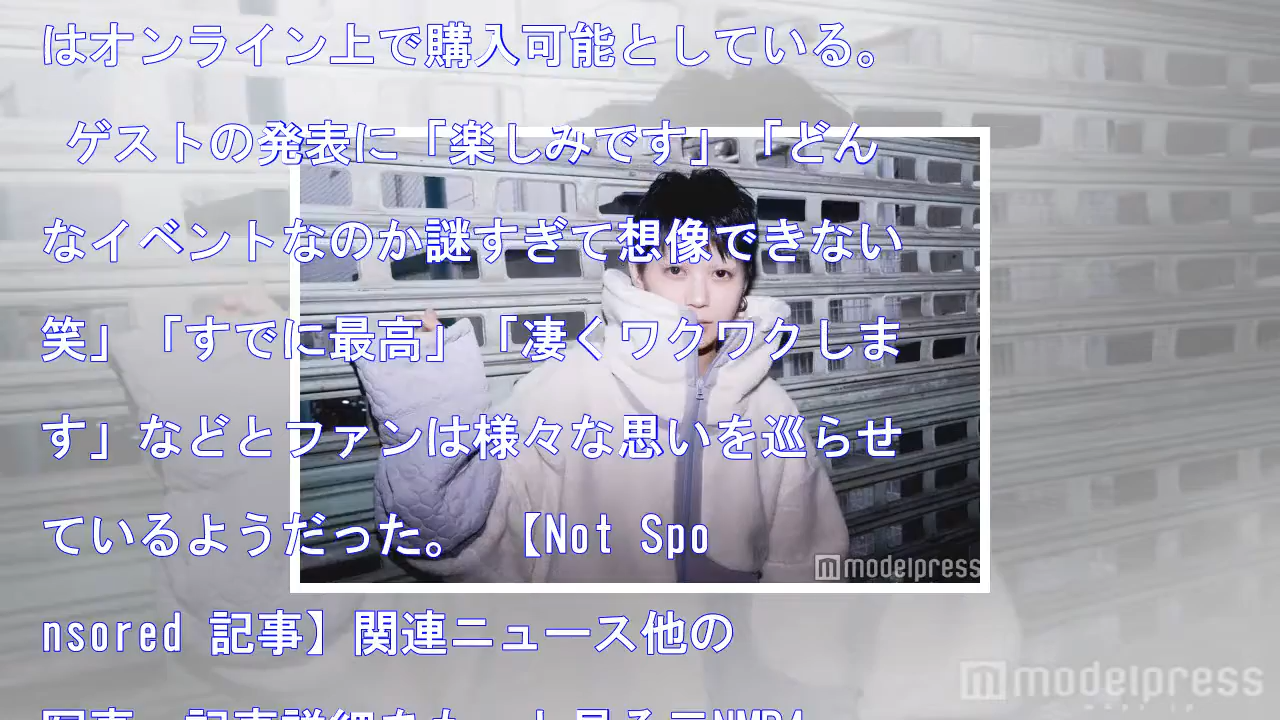 はオンライン上で購入可能としている。
ゲストの発表に「楽しみです」「どん
なイベントなのか謎すぎて想像できない
笑」「すでに最高」「凄くワクワクしま
す」などとファンは様々な思いを巡らせ
ているようだった。 【Not Spo
nsored 記事】関連ニュース他の
modelpress
modelpress